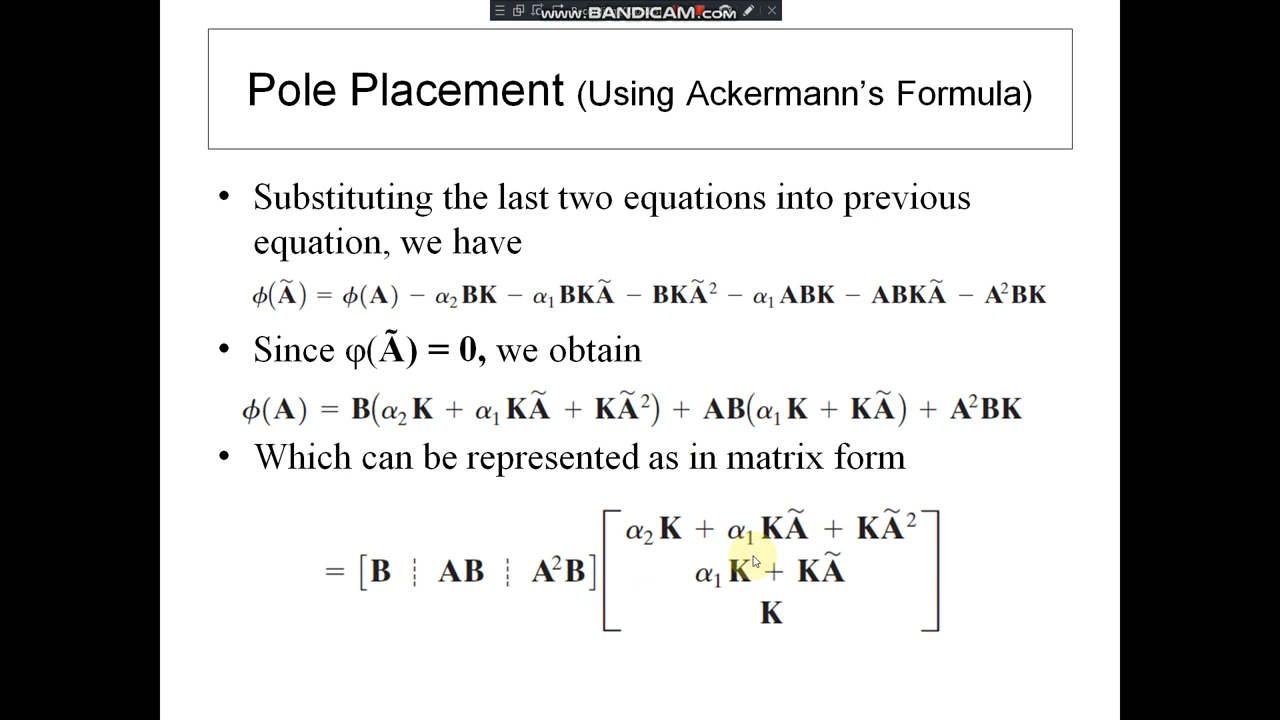 www.BANDICAM.com
Pole Placement (Using Ackermann's Formula)
• Substituting the last two equations into previous
equation, we have
ϕ(Ã) = ϕ(A) − α₂BK − α₁BKÃ − BKÃ² − α₁ABK − ABKÃ − A²BK
• Since φ(Ã) = 0, we obtain
ϕ(A) = B(α₂K + α₁KÃ + KÃ²) + AB(α₁K + KÃ) + A²BK
• Which can be represented as in matrix form
α₂K + α₁KÃ + KÃ²
= [B ┊ AB ┊ A²B] α₁K + KÃ
K